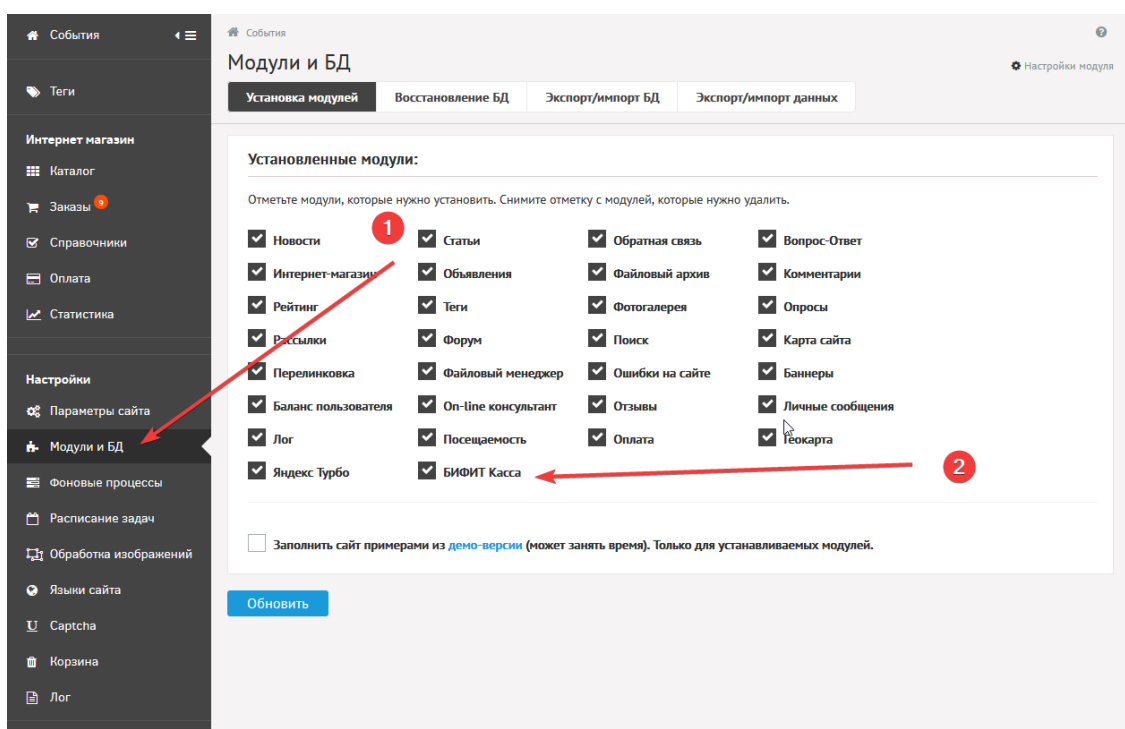 События
Теги
Интернет магазин
Каталог
Заказы 9
Справочники
Оплата
Статистика
Настройки
Параметры сайта
Модули и БД
Фоновые процессы
Расписание задач
Обработка изображений
Языки сайта
Captcha
Корзина
Лог
События
Модули и БД
Настройки модуля
Установка модулей Восстановление БД Экспорт/импорт БД Экспорт/импорт данных
Установленные модули:
Отметьте модули, которые нужно установить. Снимите отметку с модулей, которые нужно удалить.
1
Новости Статьи Обратная связь Вопрос-Ответ
Интернет-магазин Объявления Файловый архив Комментарии
Рейтинг Теги Фотогалерея Опросы
Рассылки Форум Поиск Карта сайта
Перелинковка Файловый менеджер Ошибки на сайте Баннеры
Баланс пользователя On-line консультант Отзывы Личные сообщения
Лог Посещаемость Оплата Геокарта
Яндекс Турбо БИФИТ Касса
2
Заполнить сайт примерами из демо-версии (может занять время). Только для устанавливаемых модулей.
Обновить